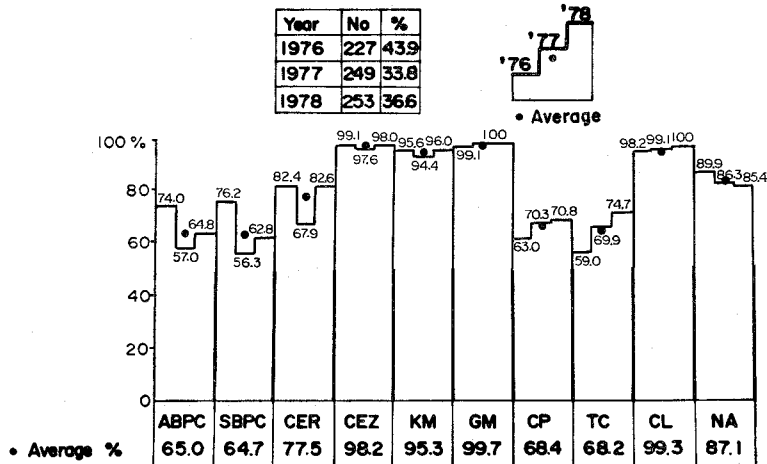 Year No %
1976 227 43.9
1977 249 33.8
1978 253 36.6
'76 '77 '78
• Average
100 %
80
60
40
20
0
74.0 57.0 64.8
76.2 56.3 62.8
82.4 67.9 82.6
99.1 97.6 98.0
95.6 94.4 96.0
99.1 100
63.0 70.3 70.8
59.0 69.9 74.7
98.2 99.1 100
89.9 86.3 85.4
ABPC SBPC CER CEZ KM GM CP TC CL NA
• Average % 65.0 64.7 77.5 98.2 95.3 99.7 68.4 68.2 99.3 87.1